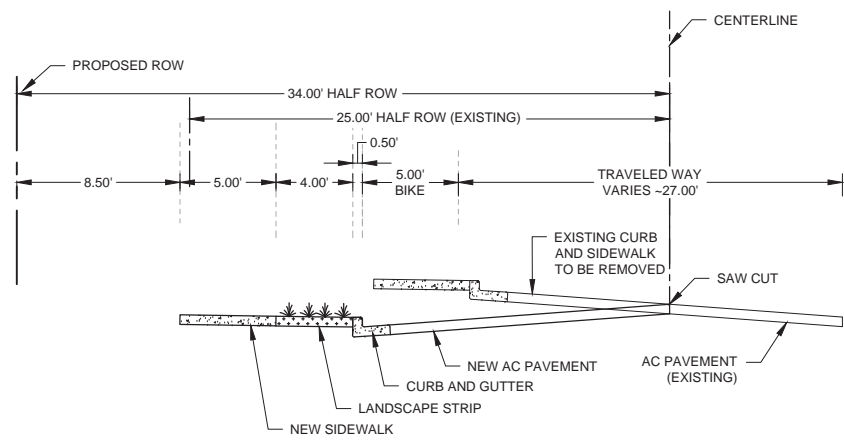 CENTERLINE
PROPOSED ROW
34.00' HALF ROW
25.00' HALF ROW (EXISTING)
0.50'
8.50'
5.00'
4.00'
5.00'
BIKE
TRAVELED WAY
VARIES ~27.00'
EXISTING CURB
AND SIDEWALK
TO BE REMOVED
SAW CUT
NEW AC PAVEMENT
AC PAVEMENT
(EXISTING)
CURB AND GUTTER
LANDSCAPE STRIP
NEW SIDEWALK